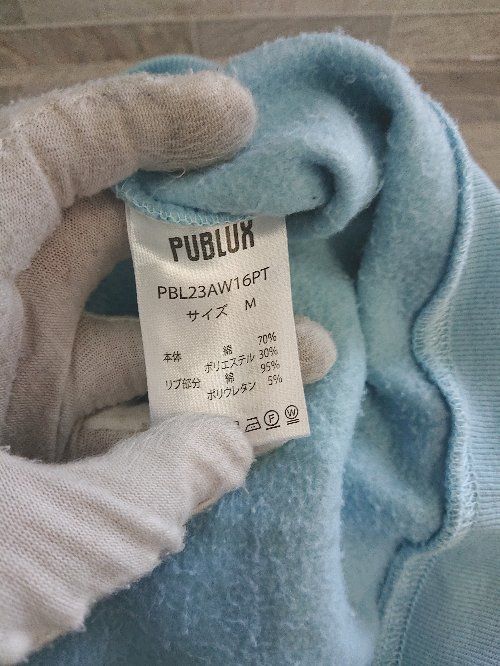 PUBLUX
PBL23AW16PT
サイズ M
本体 綿 70%
ポリエステル 30%
リブ部分 綿 95%
ポリウレタン 5%
F W